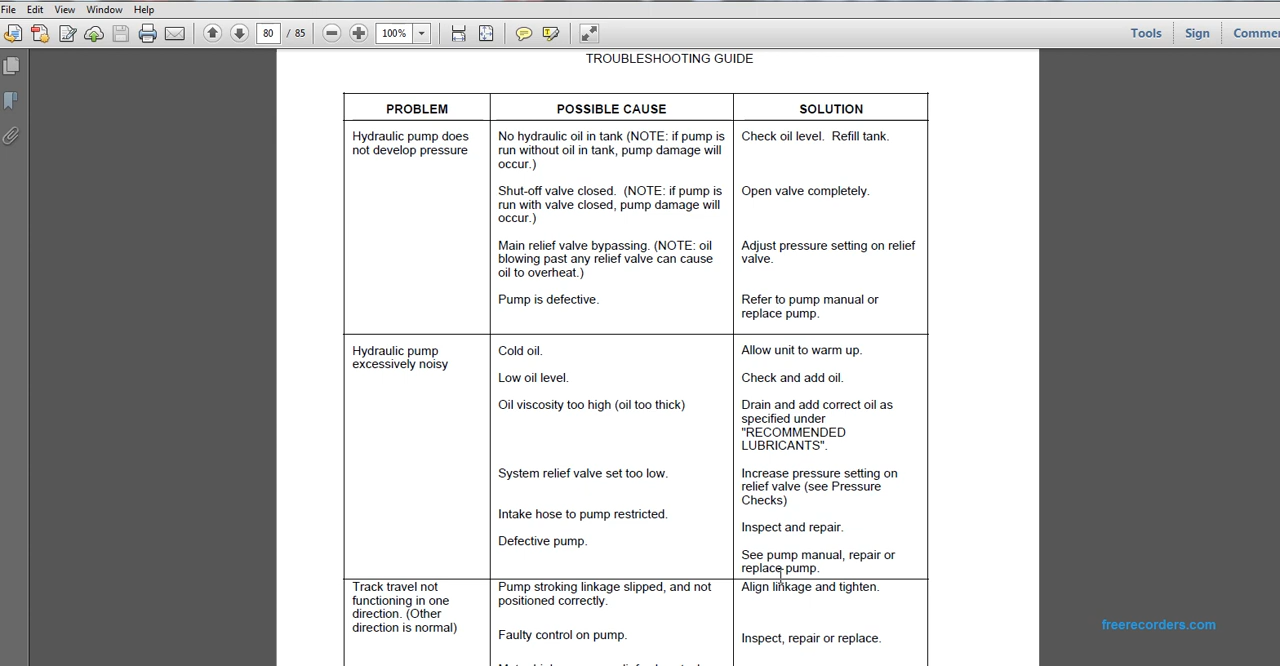 File Edit View Window Help
80 / 85 100% Tools Sign
TROUBLESHOOTING GUIDE
PROBLEM POSSIBLE CAUSE SOLUTION
Hydraulic pump does
not develop pressure
No hydraulic oil in tank (NOTE: if pump is
run without oil in tank, pump damage will
occur.)
Check oil level. Refill tank.
Shut-off valve closed. (NOTE: if pump is
run with valve closed, pump damage will
occur.)
Open valve completely.
Main relief valve bypassing. (NOTE: oil
blowing past any relief valve can cause
oil to overheat.)
Adjust pressure setting on relief
valve.
Pump is defective.
Refer to pump manual or
replace pump.
Hydraulic pump
excessively noisy
Cold oil.
Allow unit to warm up.
Low oil level.
Check and add oil.
Oil viscosity too high (oil too thick)
Drain and add correct oil as
specified under
"RECOMMENDED
LUBRICANTS".
System relief valve set too low.
Increase pressure setting on
relief valve (see Pressure
Checks)
Intake hose to pump restricted.
Inspect and repair.
Defective pump.
See pump manual, repair or
replace pump.
Track travel not
functioning in one
direction. (Other
direction is normal)
Pump stroking linkage slipped, and not
positioned correctly.
Align linkage and tighten.
Faulty control on pump.
Inspect, repair or replace.
freerecorders.com